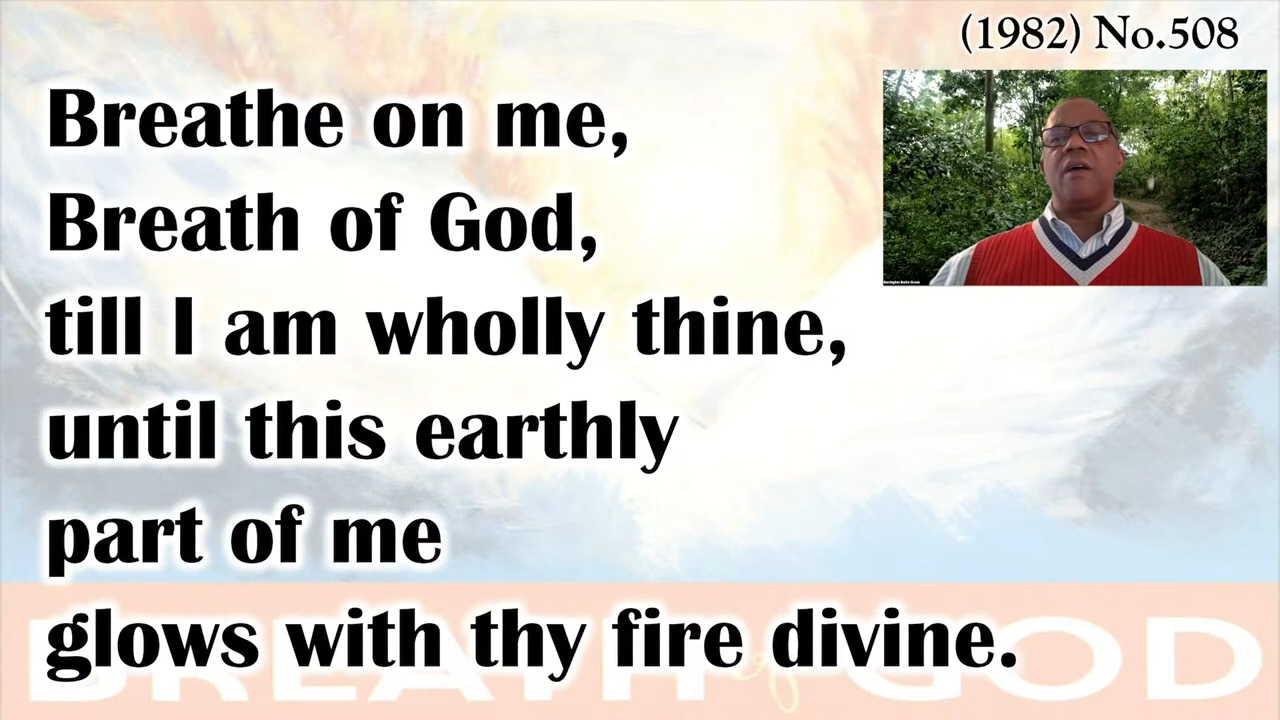 (1982) No.508
Breathe on me,
Breath of God,
till I am wholly thine,
until this earthly
part of me
glows with thy fire divine.
BREATH of GOD